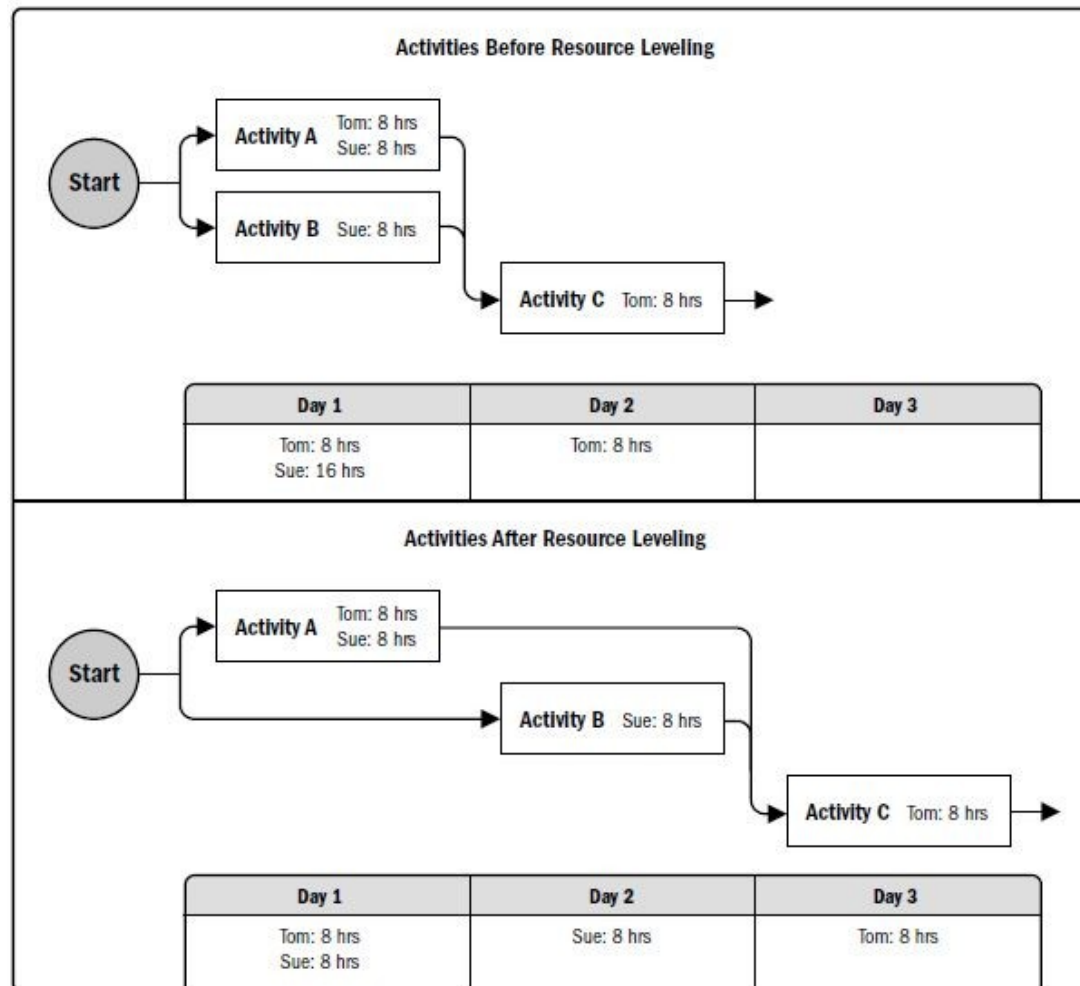 Activities Before Resource Leveling
Start
Activity A
Tom: 8 hrs
Sue: 8 hrs
Activity B Sue: 8 hrs
Activity C Tom: 8 hrs
Day 1 Day 2 Day 3
Tom: 8 hrs Tom: 8 hrs
Sue: 16 hrs
Activities After Resource Leveling
Start
Activity A
Tom: 8 hrs
Sue: 8 hrs
Activity B Sue: 8 hrs
Activity C Tom: 8 hrs
Day 1 Day 2 Day 3
Tom: 8 hrs Sue: 8 hrs Tom: 8 hrs
Sue: 8 hrs